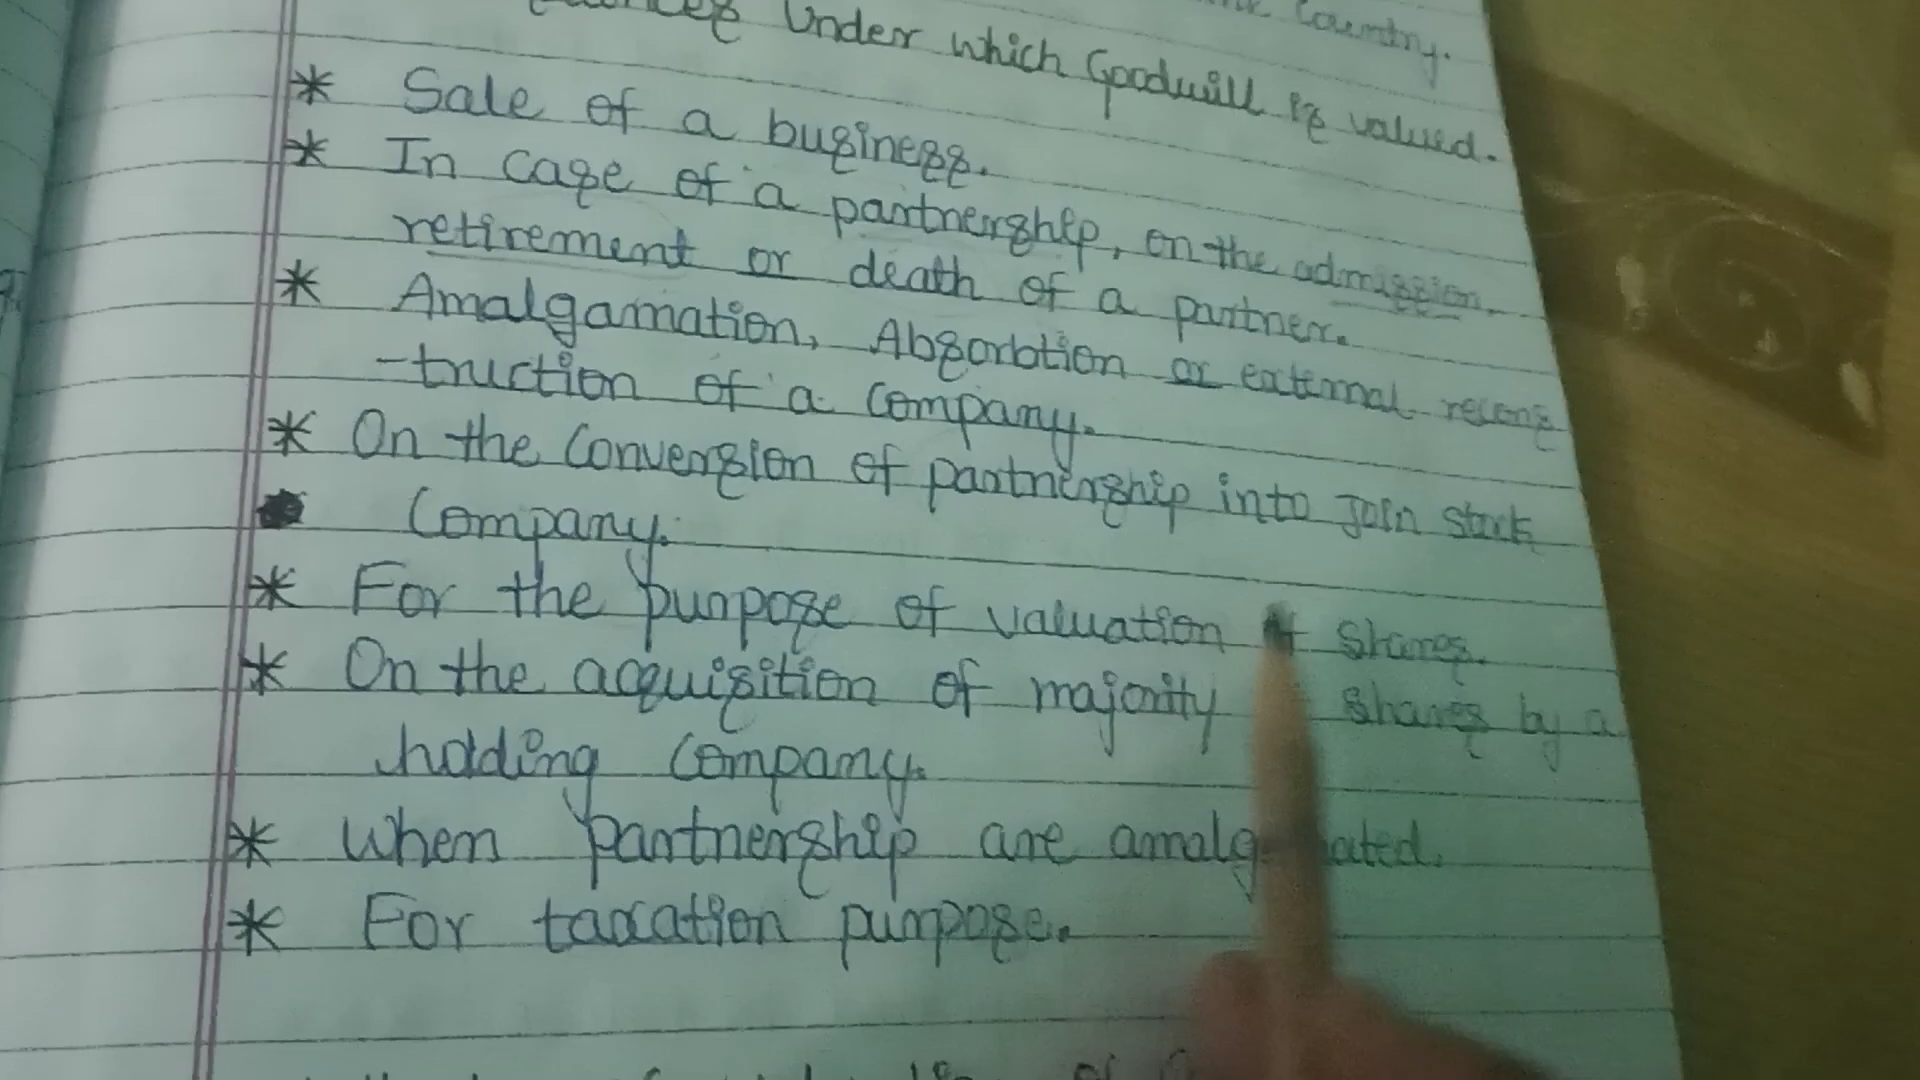 Country.
Under which Goodwill is valued.
* Sale of a business.
* In case of a partnership, on the admission,
retirement or death of a partner.
* Amalgamation, Absorbtion or external recons
-truction of a company.
* On the Conversion of partnership into Join stock
Company.
* For the purpose of valuation of shares.
* On the acquisition of majority shares by a
holding Company.
* When partnership are amalgamated.
* For taxation purpose.